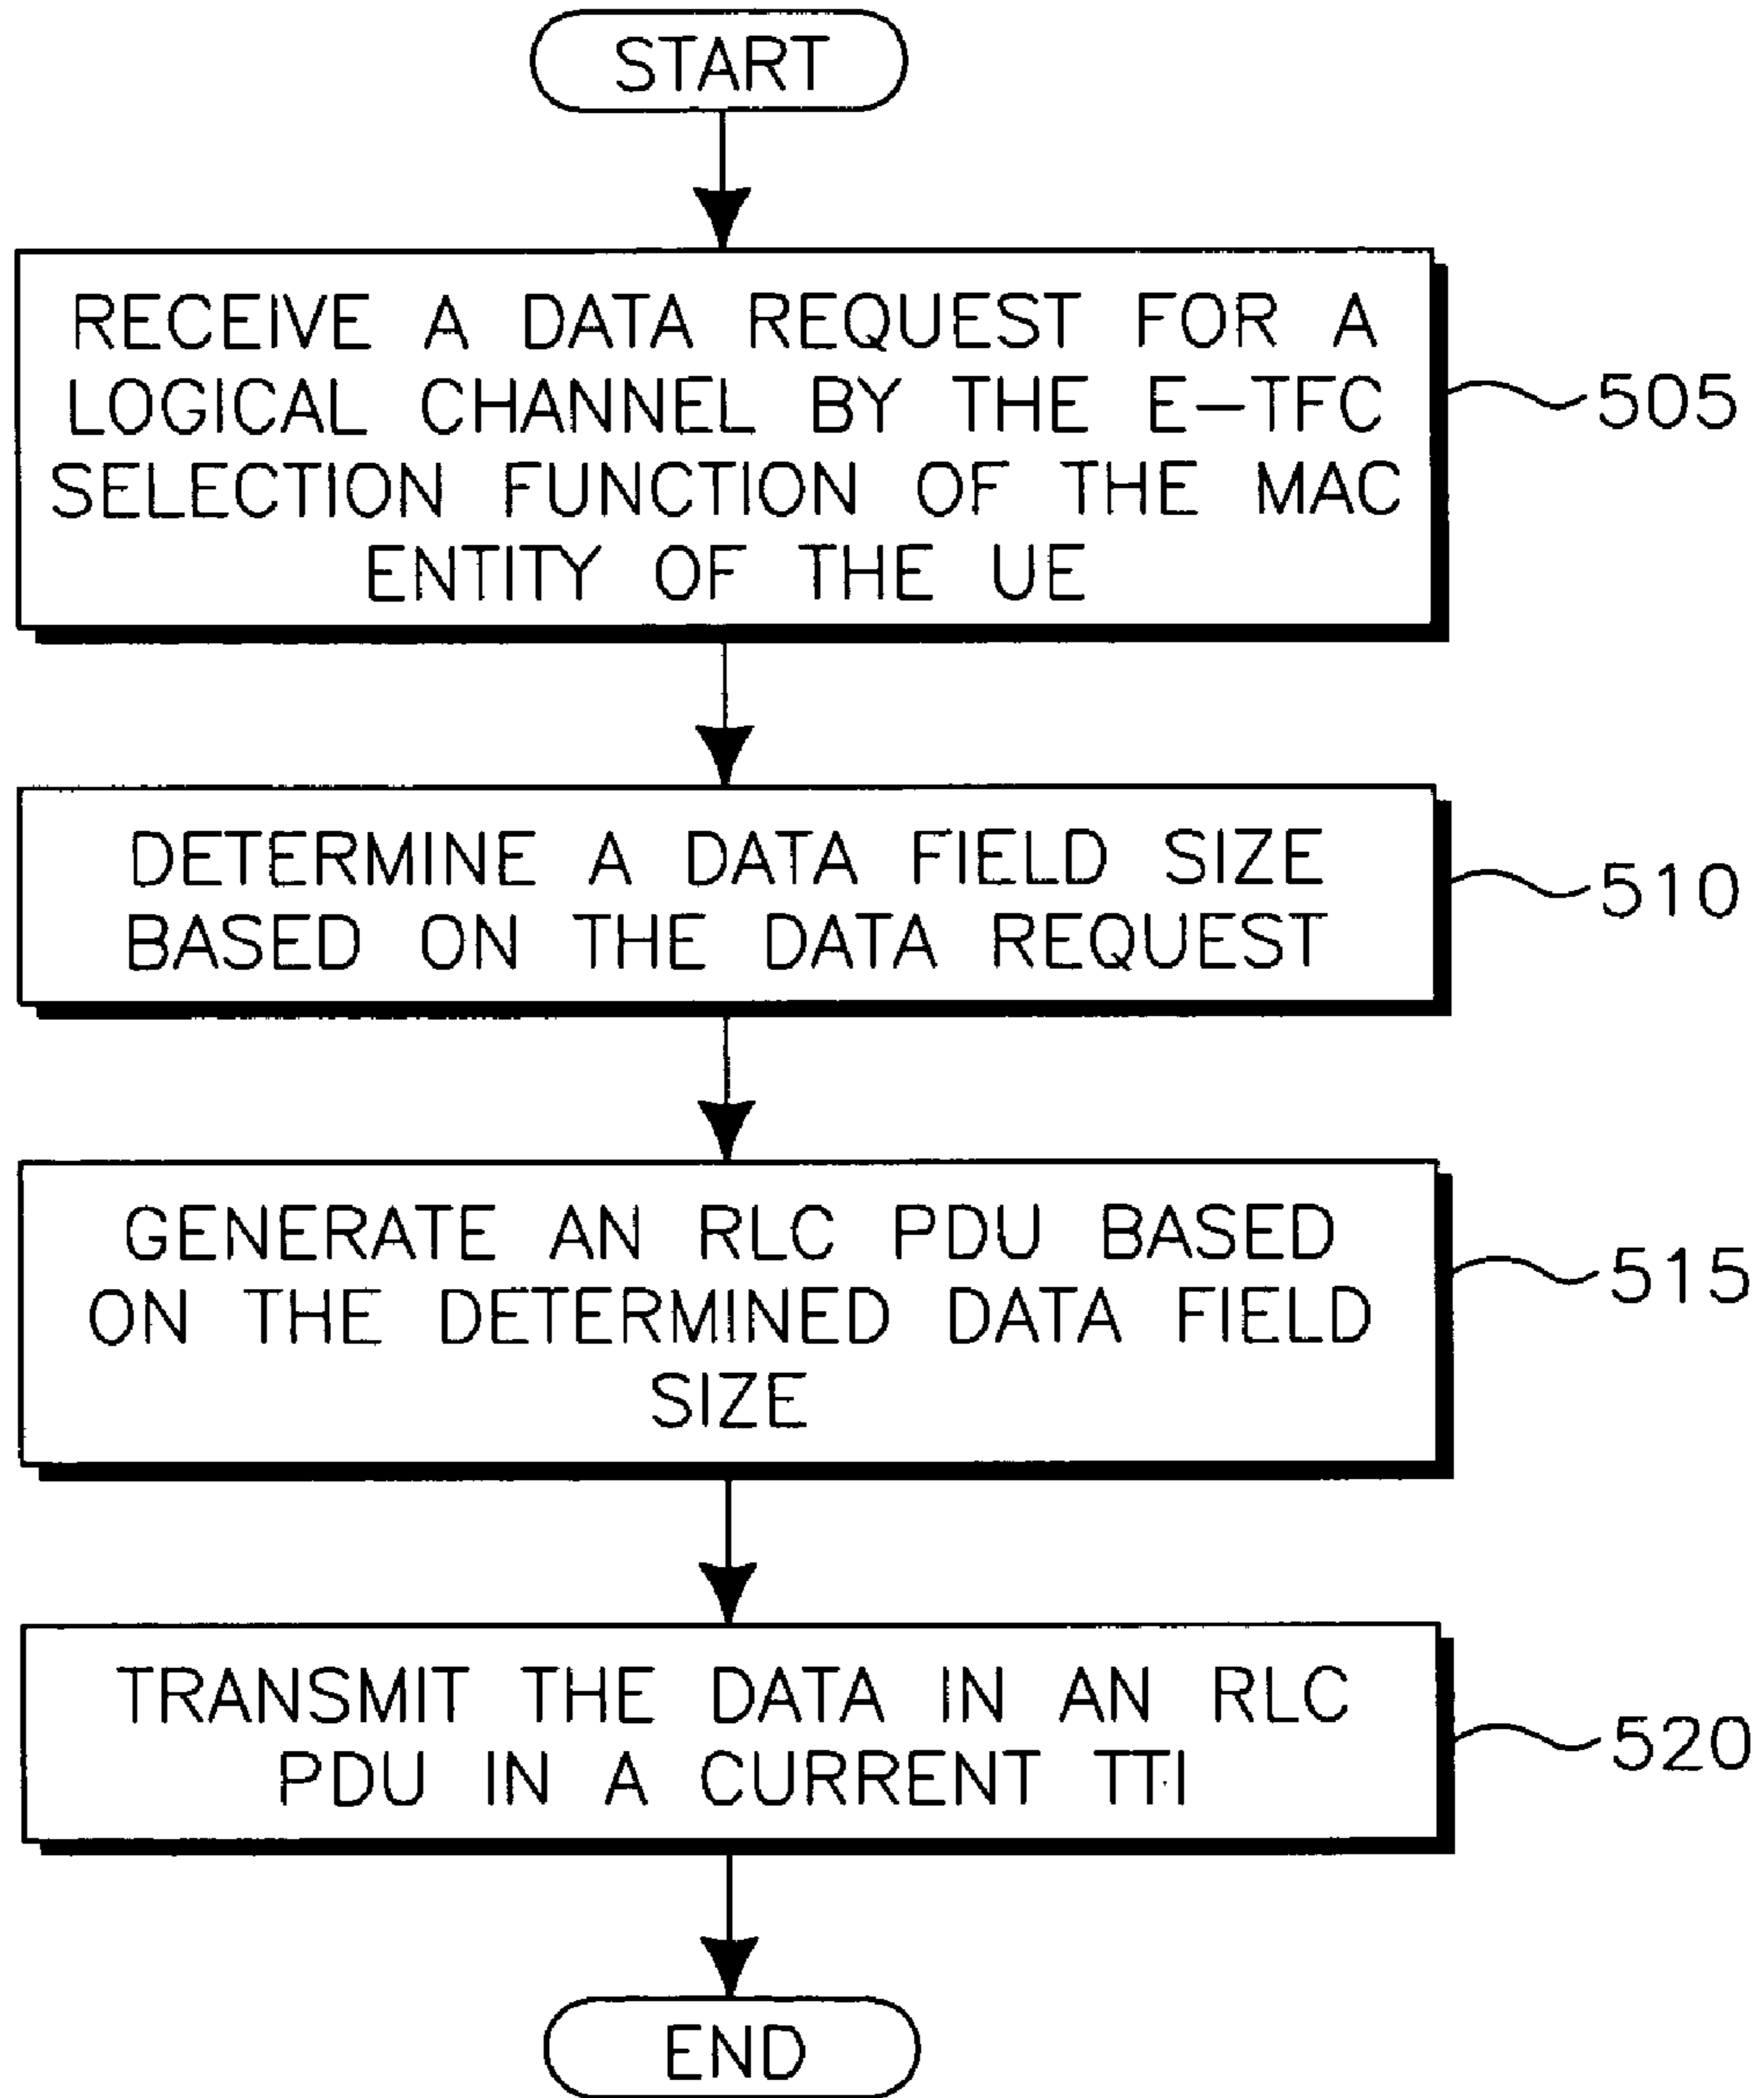 START
RECEIVE A DATA REQUEST FOR A
LOGICAL CHANNEL BY THE E-TFC
SELECTION FUNCTION OF THE MAC
ENTITY OF THE UE
505
DETERMINE A DATA FIELD SIZE
BASED ON THE DATA REQUEST
510
GENERATE AN RLC PDU BASED
ON THE DETERMINED DATA FIELD
SIZE
515
TRANSMIT THE DATA IN AN RLC
PDU IN A CURRENT TTI
520
END